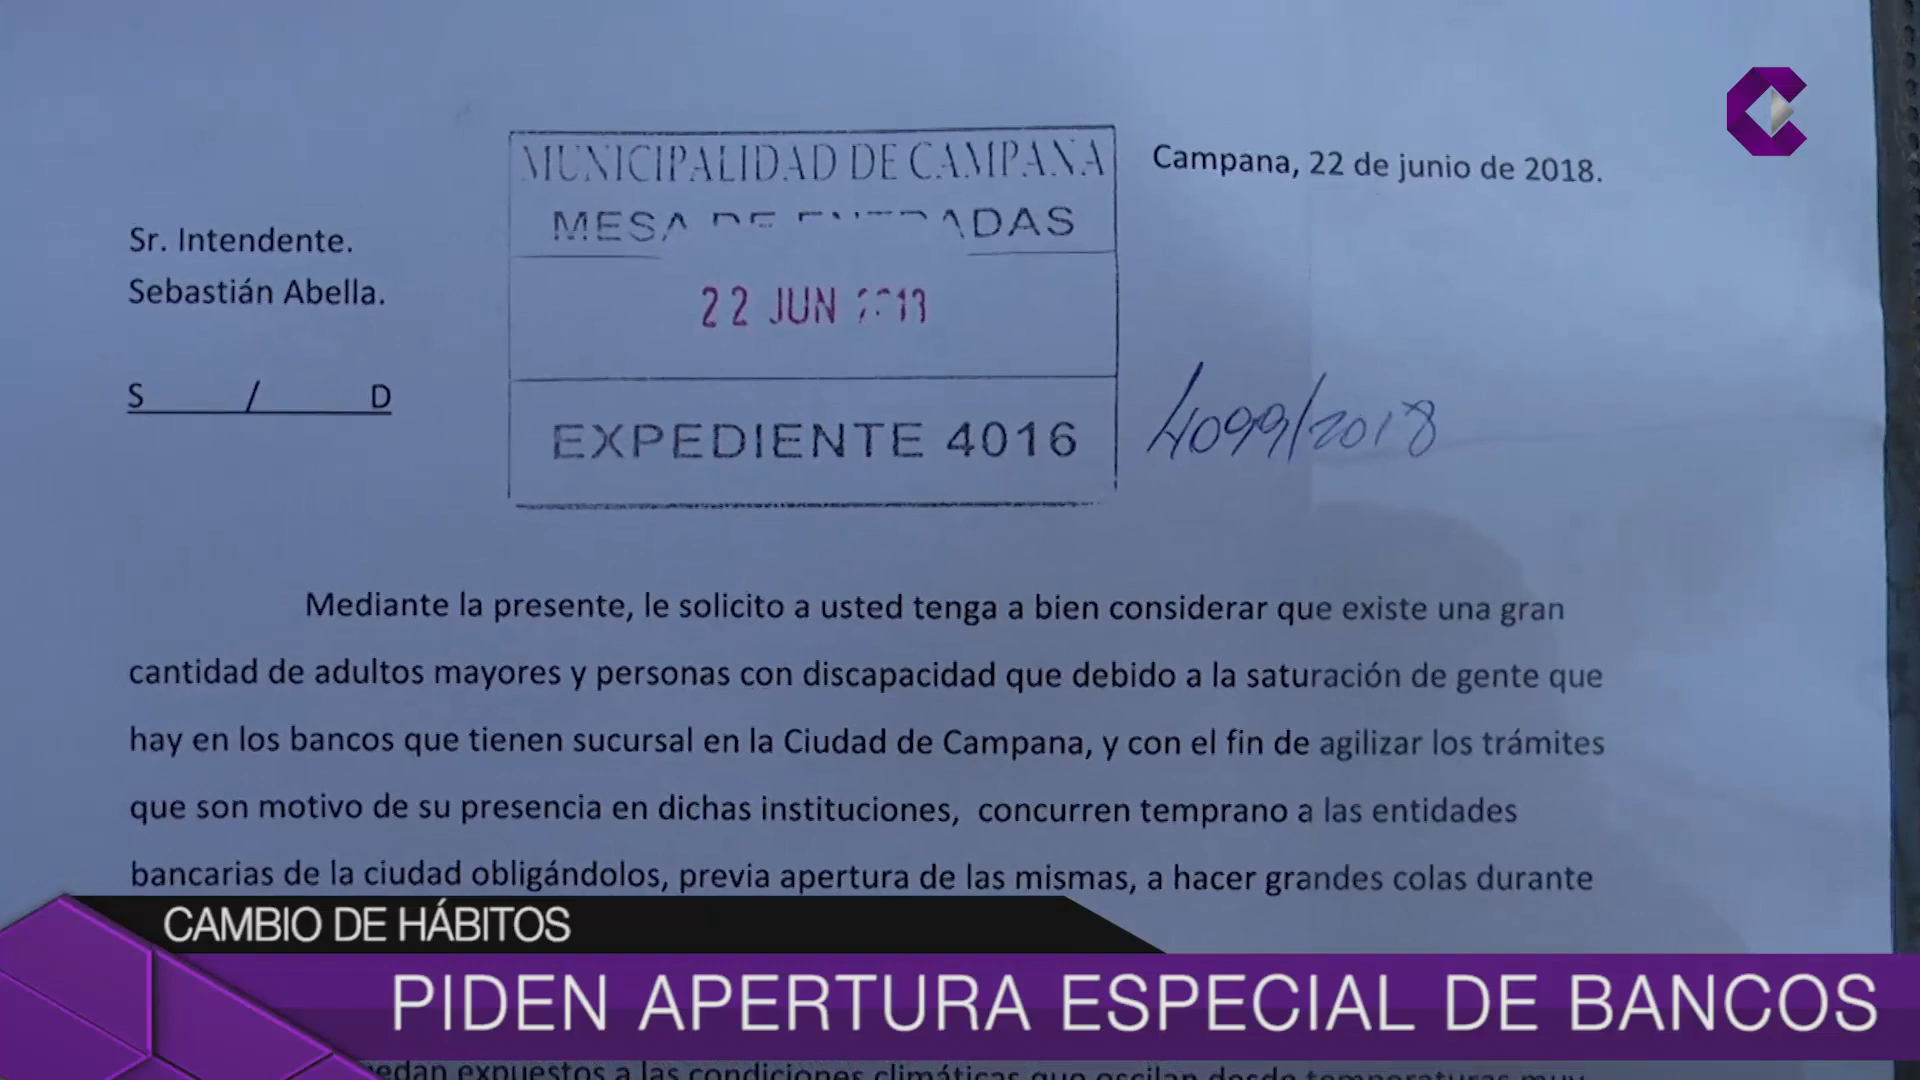 MUNICIPALIDAD DE CAMPANA
MESA DE ENTRADAS
22 JUN
EXPEDIENTE 4016
4099/2018
Campana, 22 de junio de 2018.
Sr. Intendente.
Sebastián Abella.
S / D
Mediante la presente, le solicito a usted tenga a bien considerar que existe una gran
cantidad de adultos mayores y personas con discapacidad que debido a la saturación de gente que
hay en los bancos que tienen sucursal en la Ciudad de Campana, y con el fin de agilizar los trámites
que son motivo de su presencia en dichas instituciones, concurren temprano a las entidades
bancarias de la ciudad obligándolos, previa apertura de las mismas, a hacer grandes colas durante
CAMBIO DE HÁBITOS
PIDEN APERTURA ESPECIAL DE BANCOS
expuestos a las condiciones climáticas que oscilan desde temperaturas muy